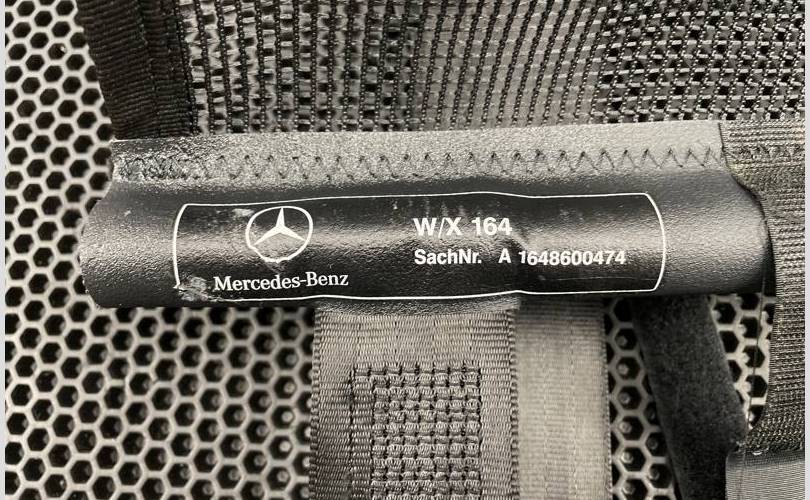 W/X 164
SachNr. A 1648600474
Mercedes-Benz